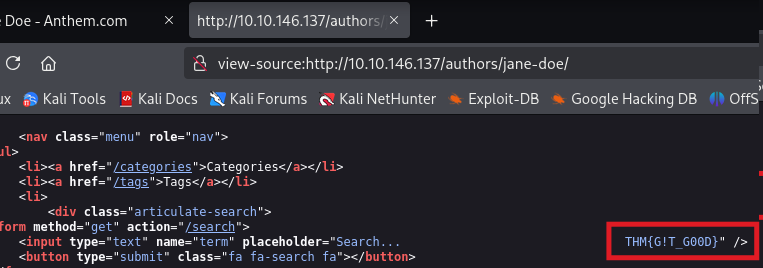 Doe - Anthem.com
http://10.10.146.137/authors/
view-source:http://10.10.146.137/authors/jane-doe/
ux Kali Tools Kali Docs Kali Forums Kali NetHunter Exploit-DB Google Hacking DB OffS
<nav class="menu" role="nav">
ul>
<li><a href="/categories">Categories</a></li>
<li><a href="/tags">Tags</a></li>
<li>
<div class="articulate-search">
form method="get" action="/search">
<input type="text" name="term" placeholder="Search... THM{G!T_G00D}" />
<button type="submit" class="fa fa-search fa"></button>